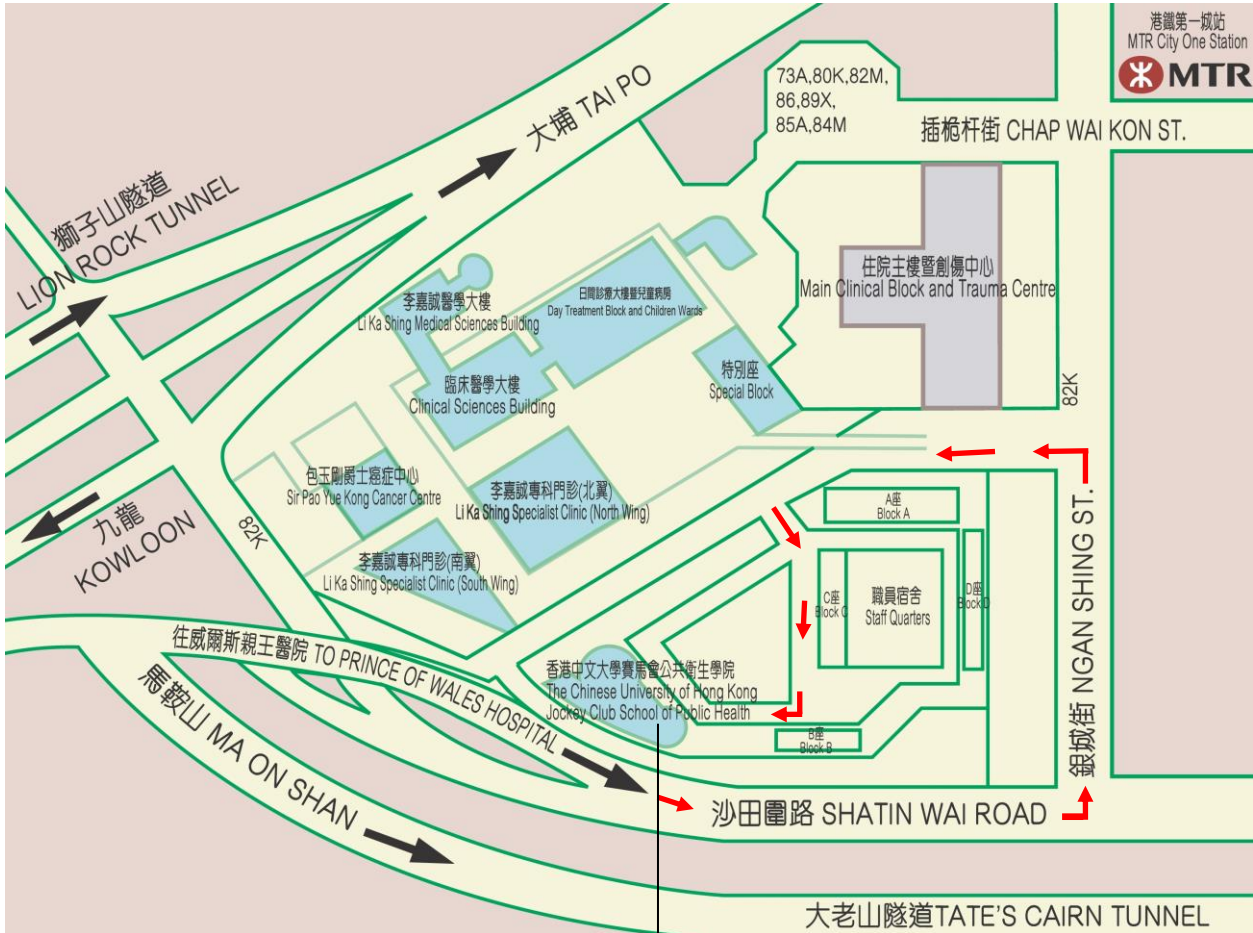 港鐵第一城站
MTR City One Station
MTR
73A,80K,82M,
86,89X,
85A,84M
大埔 TAI PO
插桅杆街 CHAP WAI KON ST.
獅子山隧道
LION ROCK TUNNEL
住院主樓暨創傷中心
Main Clinical Block and Trauma Centre
李嘉誠醫學大樓
Li Ka Shing Medical Sciences Building
日間診療大樓暨兒童病房
Day Treatment Block and Children Wards
特別座
Special Block
臨床醫學大樓
Clinical Sciences Building
82K
包玉剛爵士癌症中心
Sir Pao Yue Kong Cancer Centre
李嘉誠專科門診(北翼)
Li Ka Shing Specialist Clinic (North Wing)
A座
Block A
九龍
KOWLOON
82K
李嘉誠專科門診(南翼)
Li Ka Shing Specialist Clinic (South Wing)
C座
Block C
職員宿舍
Staff Quarters
D座
Block D
銀城街 NGAN SHING ST.
往威爾斯親王醫院 TO PRINCE OF WALES HOSPITAL
香港中文大學賽馬會公共衛生學院
The Chinese University of Hong Kong
Jockey Club School of Public Health
馬鞍山 MA ON SHAN
B座
Block B
沙田圍路 SHATIN WAI ROAD
大老山隧道TATE'S CAIRN TUNNEL